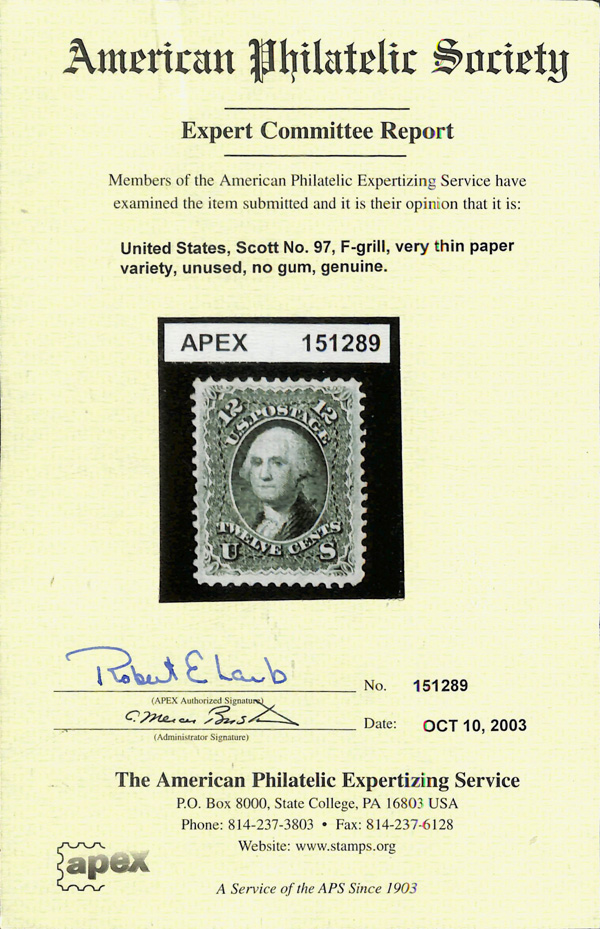 American Philatelic Society
Expert Committee Report
Members of the American Philatelic Expertizing Service have
examined the item submitted and it is their opinion that it is:
United States, Scott No. 97, F-grill, very thin paper
variety, unused, no gum, genuine.
APEX 151289
12 12
U.S. POSTAGE
TWELVE CENTS
U S
Robert E Lamb
No. 151289
(APEX Authorized Signature)
Date: OCT 10, 2003
(Administrator Signature)
The American Philatelic Expertizing Service
P.O. Box 8000, State College, PA 16803 USA
Phone: 814-237-3803 • Fax: 814-237-6128
Website: www.stamps.org
apex
A Service of the APS Since 1903